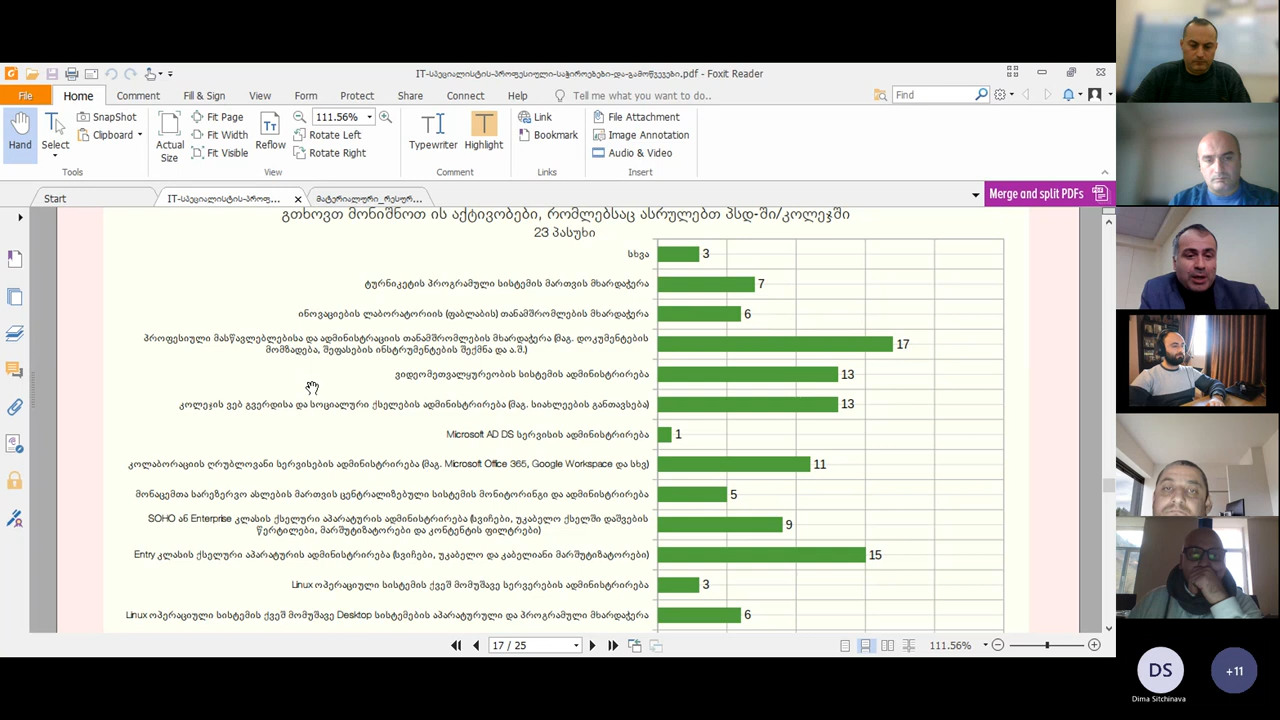 IT-სპეციალისტის-პროფესიული-საჭიროებები-და-გამოწვევები.pdf - Foxit Reader
File Home Comment Fill & Sign View Form Protect Share Connect Help Tell me what you want to do.. Find
Hand
Select
SnapShot
Clipboard
Tools
Actual Size
Fit Page
Fit Width
Fit Visible
Reflow
111.56%
Rotate Left
Rotate Right
View
Typewriter
Highlight
Comment
Link
Bookmark
Links
File Attachment
Image Annotation
Audio & Video
Insert
Start IT-სპეციალისტის-პროფ... მატერიალური_რესურ... Merge and split PDFs
გთხოვთ მონიშნოთ ის აქტივობები, რომლებსაც ასრულებთ პსდ-ში/კოლეჯში
23 პასუხი
სხვა 3
ტურნიკეტის პროგრამული სისტემის მართვის მხარდაჭერა 7
ინოვაციების ლაბორატორიის (ფაბლაბის) თანამშრომლების მხარდაჭერა 6
პროფესიული მასწავლებლებისა და ადმინისტრაციის თანამშრომლების მხარდაჭერა (მაგ. დოკუმენტების
მომზადება, შეფასების ინსტრუმენტების შექმნა და ა.შ.) 17
ვიდეომეთვალყურეობის სისტემის ადმინისტრირება 13
კოლეჯის ვებ გვერდისა და სოციალური ქსელების ადმინისტრირება (მაგ. სიახლეების განთავსება) 13
Microsoft AD DS სერვისის ადმინისტრირება 1
კოლაბორაციის ღრუბლოვანი სერვისების ადმინისტრირება (მაგ. Microsoft Office 365, Google Workspace და სხვ) 11
მონაცემთა სარეზერვო ასლების მართვის ცენტრალიზებული სისტემის მონიტორინგი და ადმინისტრირება 5
SOHO ან Enterprise კლასის ქსელური აპარატურის ადმინისტრირება (სვიჩები, უკაბელო ქსელში დაშვების
წერტილები, მარშუტიზატორები და კონტენტის ფილტრები) 9
Entry კლასის ქსელური აპარატურის ადმინისტრირება (სვიჩები, უკაბელო და კაბელიანი მარშუტიზატორები) 15
Linux ოპერაციული სისტემის ქვეშ მომუშავე სერვერების ადმინისტრირება 3
Linux ოპერაციული სისტემის ქვეშ მომუშავე Desktop სისტემების აპარატურული და პროგრამული მხარდაჭერა 6
17 / 25 111.56%
DS
Dima Sitchinava
+11